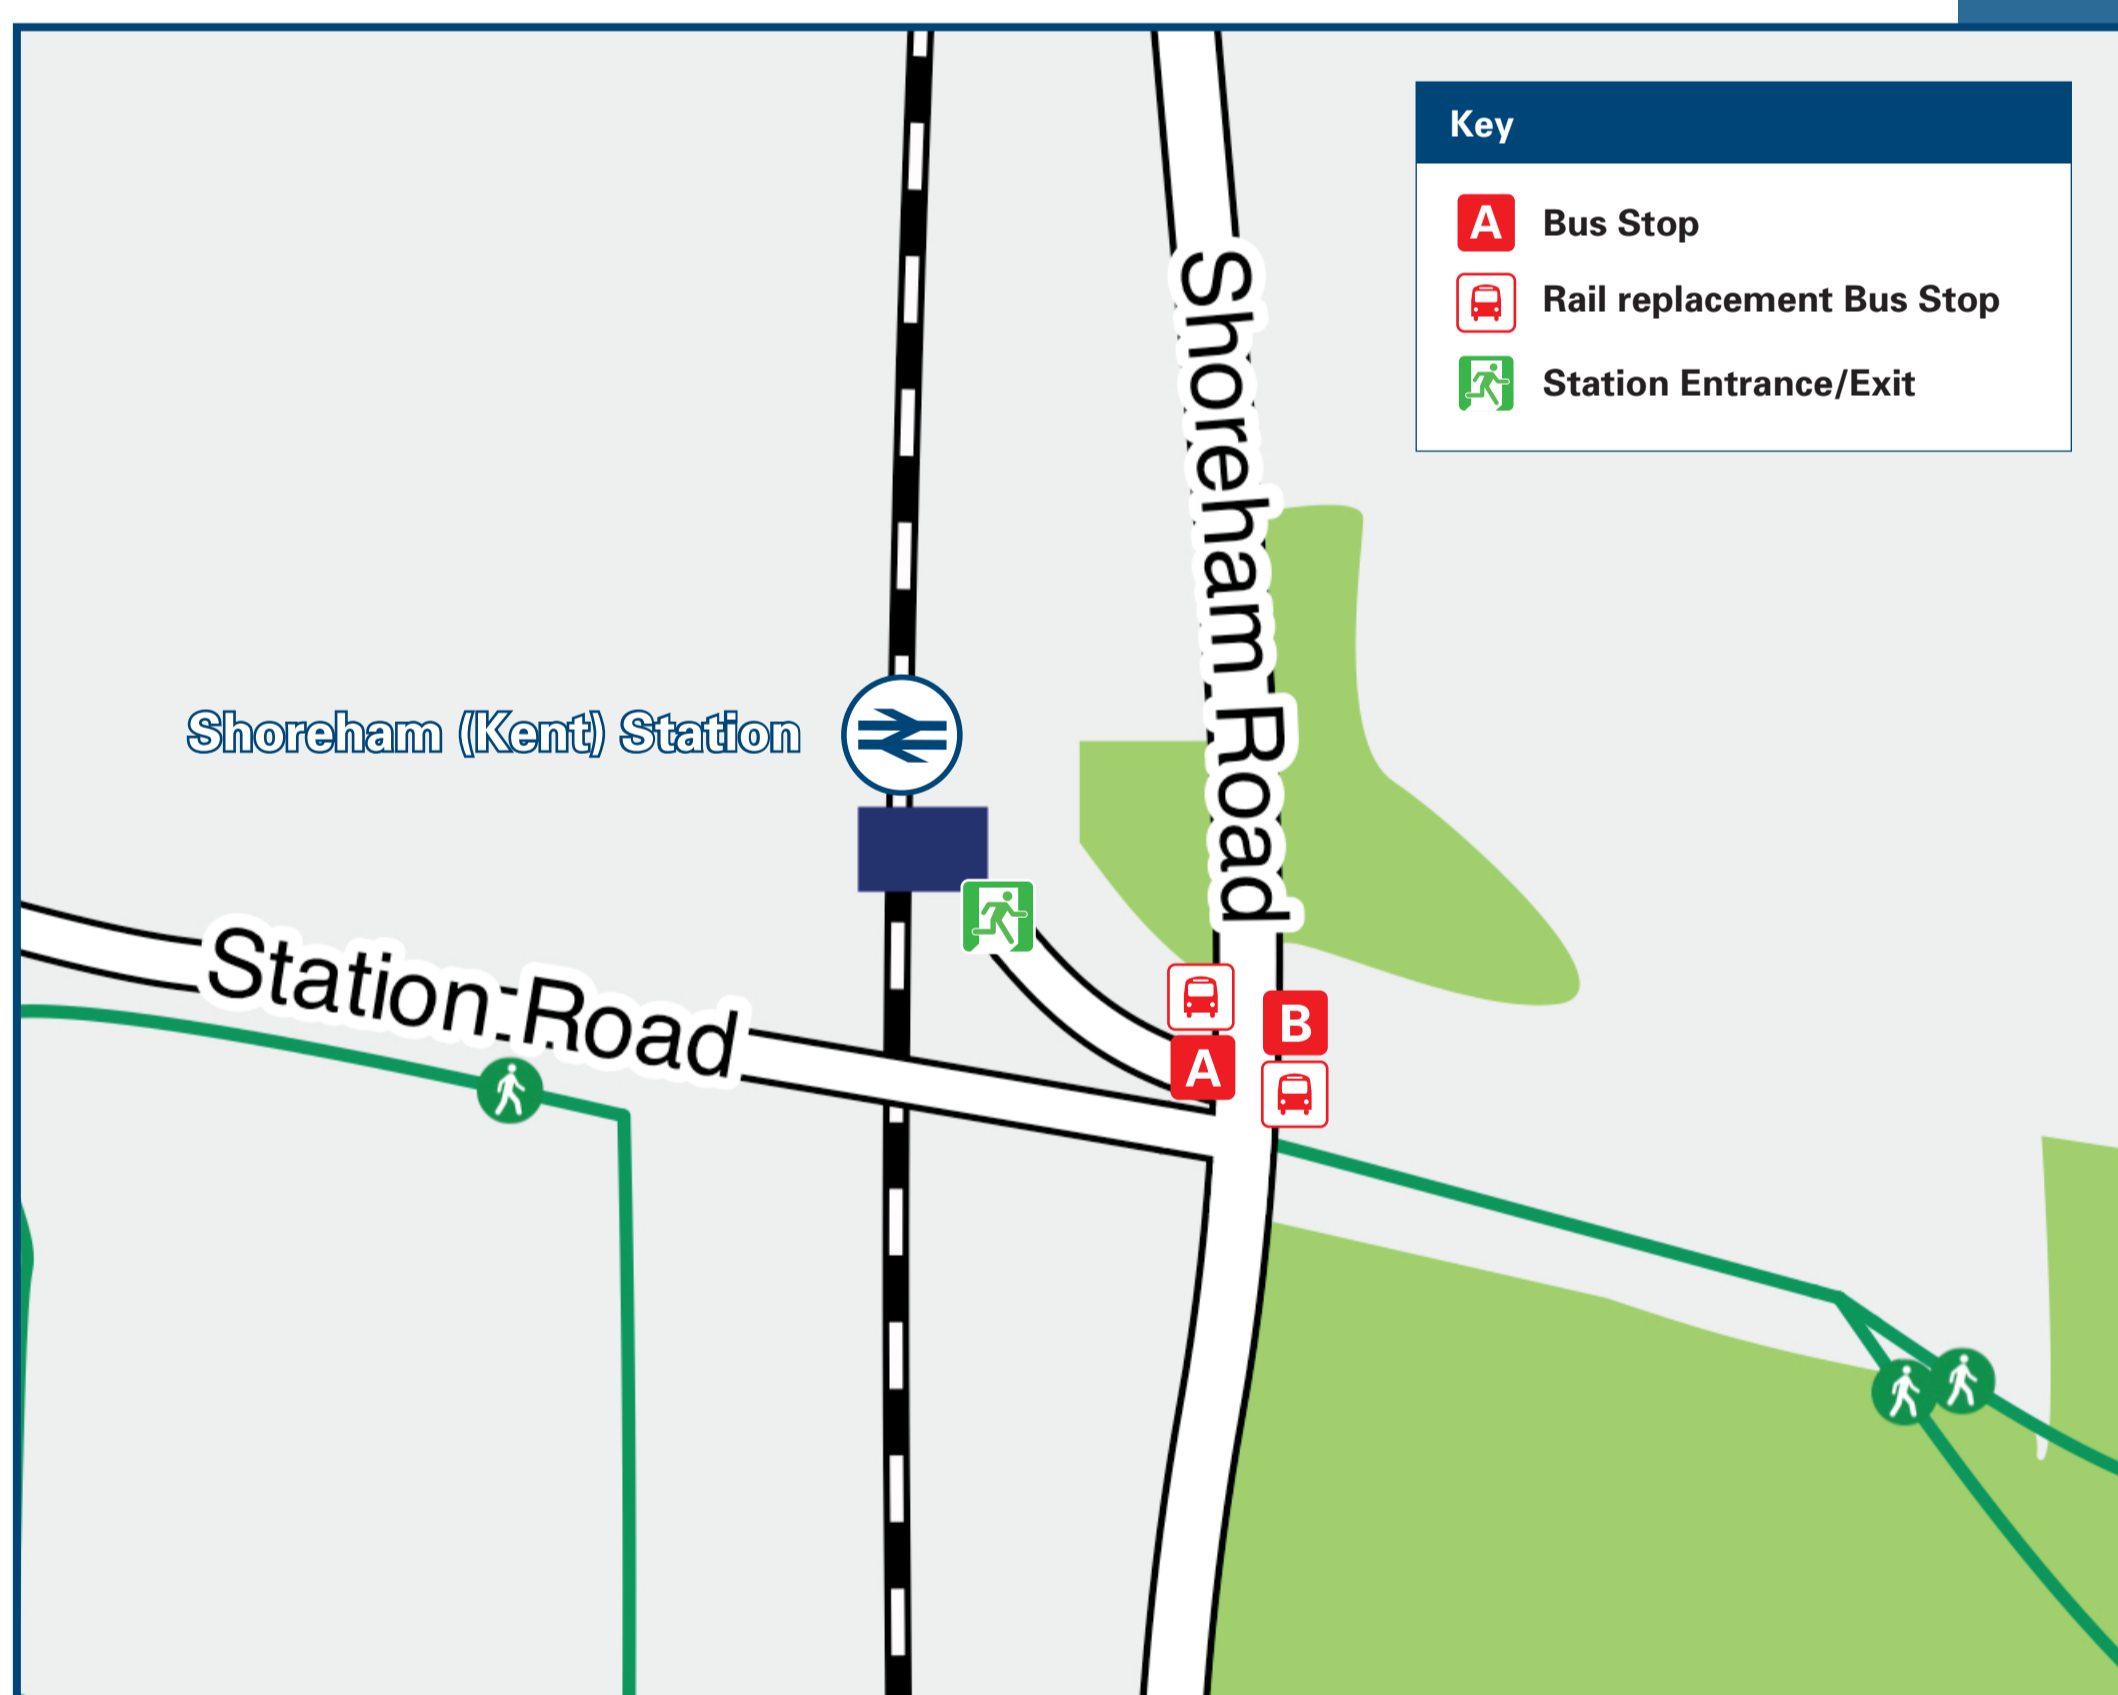 Key
A Bus Stop
Rail replacement Bus Stop
Station Entrance/Exit
Shoreham Road
Shoreham (Kent) Station
Station Road
B
A